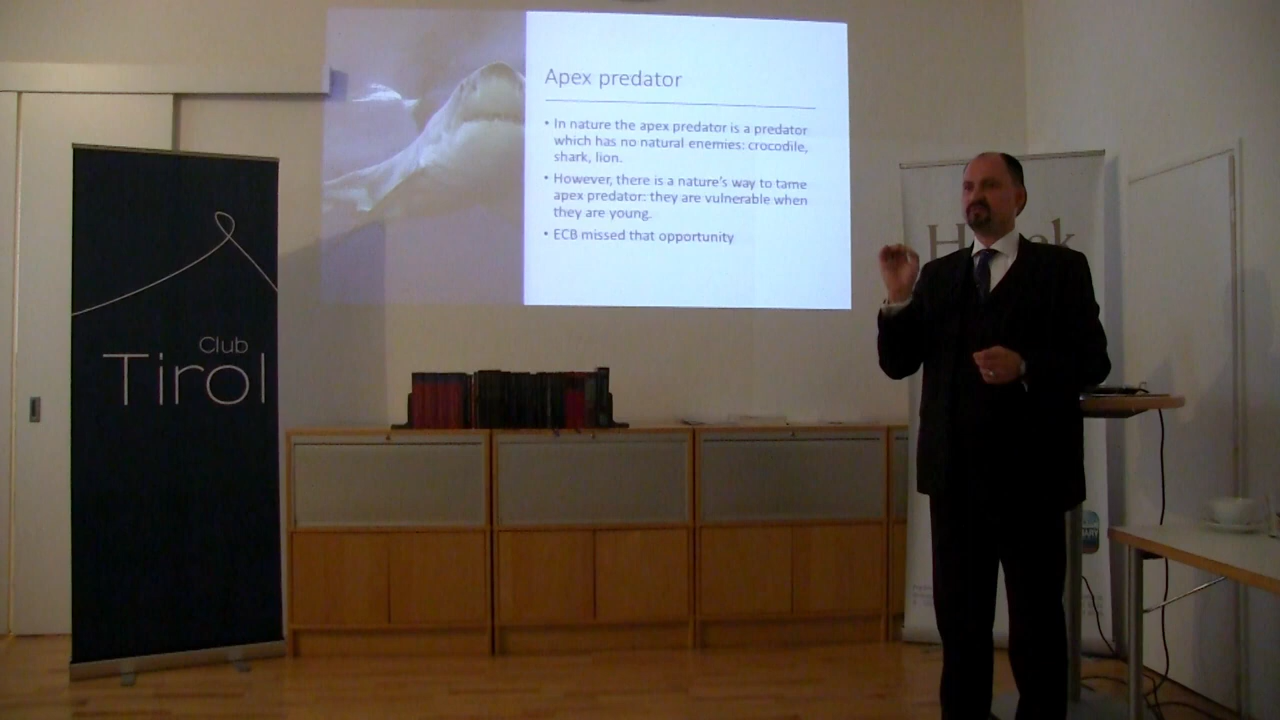 Apex predator
• In nature the apex predator is a predator
which has no natural enemies: crocodile,
shark, lion.
• However, there is a nature's way to tame
apex predator: they are vulnerable when
they are young.
• ECB missed that opportunity
Club
Tirol